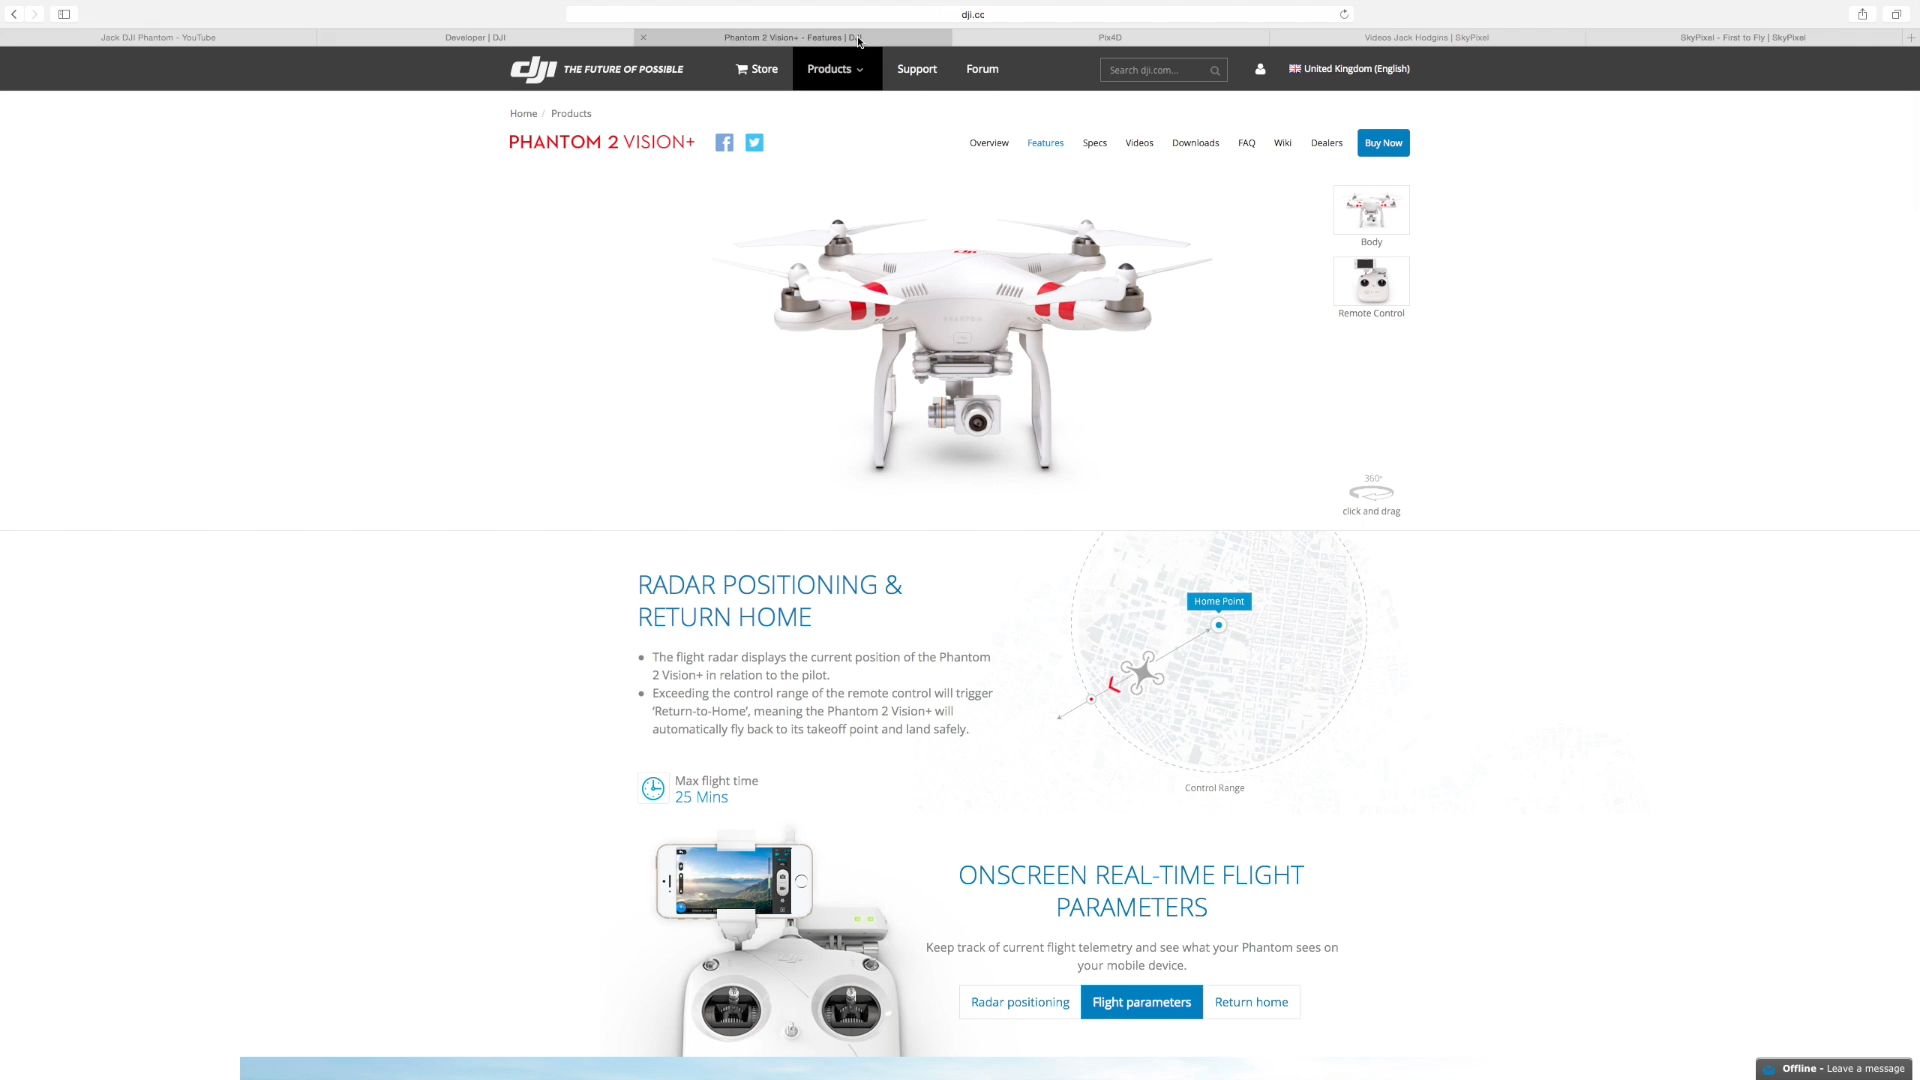 dji.cc
Jack DJI Phantom - YouTube
Developer | DJI
Phantom 2 Vision+ - Features | DJI
Pix4D
Videos Jack Hodgins | SkyPixel
SkyPixel - First to Fly | SkyPixel
dji THE FUTURE OF POSSIBLE
Store
Products
Support
Forum
Search dji.com...
United Kingdom (English)
Home / Products
PHANTOM 2 VISION+
Overview
Features
Specs
Videos
Downloads
FAQ
Wiki
Dealers
Buy Now
Body
Remote Control
PHANTOM
360°
click and drag
RADAR POSITIONING &
RETURN HOME
• The flight radar displays the current position of the Phantom
2 Vision+ in relation to the pilot.
• Exceeding the control range of the remote control will trigger
‘Return-to-Home’, meaning the Phantom 2 Vision+ will
automatically fly back to its takeoff point and land safely.
Home Point
Control Range
Max flight time
25 Mins
ONSCREEN REAL-TIME FLIGHT
PARAMETERS
Keep track of current flight telemetry and see what your Phantom sees on
your mobile device.
Radar positioning
Flight parameters
Return home
Offline - Leave a message